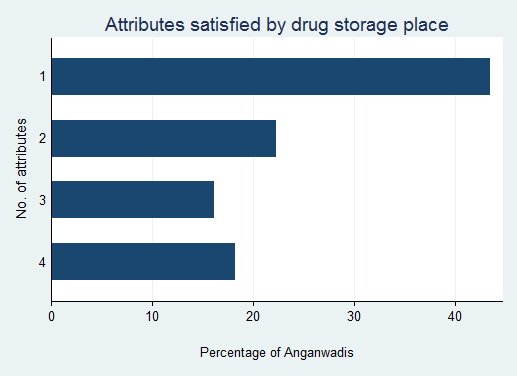 Attributes satisfied by drug storage place
No. of attributes
1
2
3
4
0 10 20 30 40
Percentage of Anganwadis